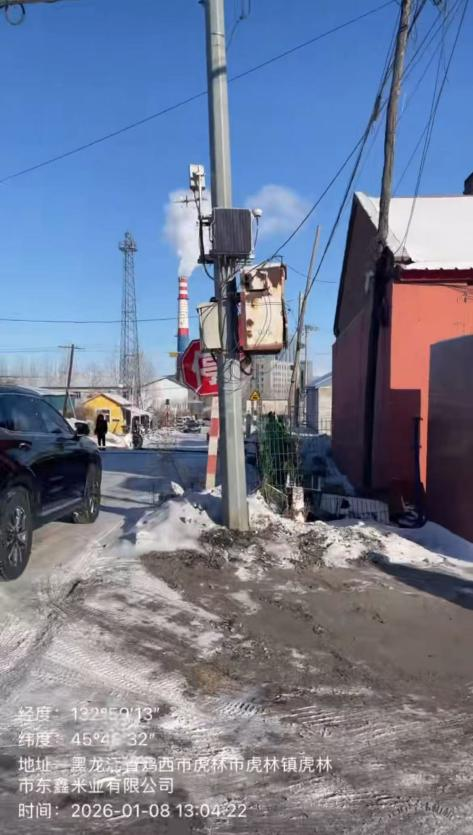 停
经度：132°59′13″
纬度：45°46′32″
地址：黑龙江省鸡西市虎林市虎林镇虎林
市东鑫米业有限公司
时间：2026-01-08 13:04:22